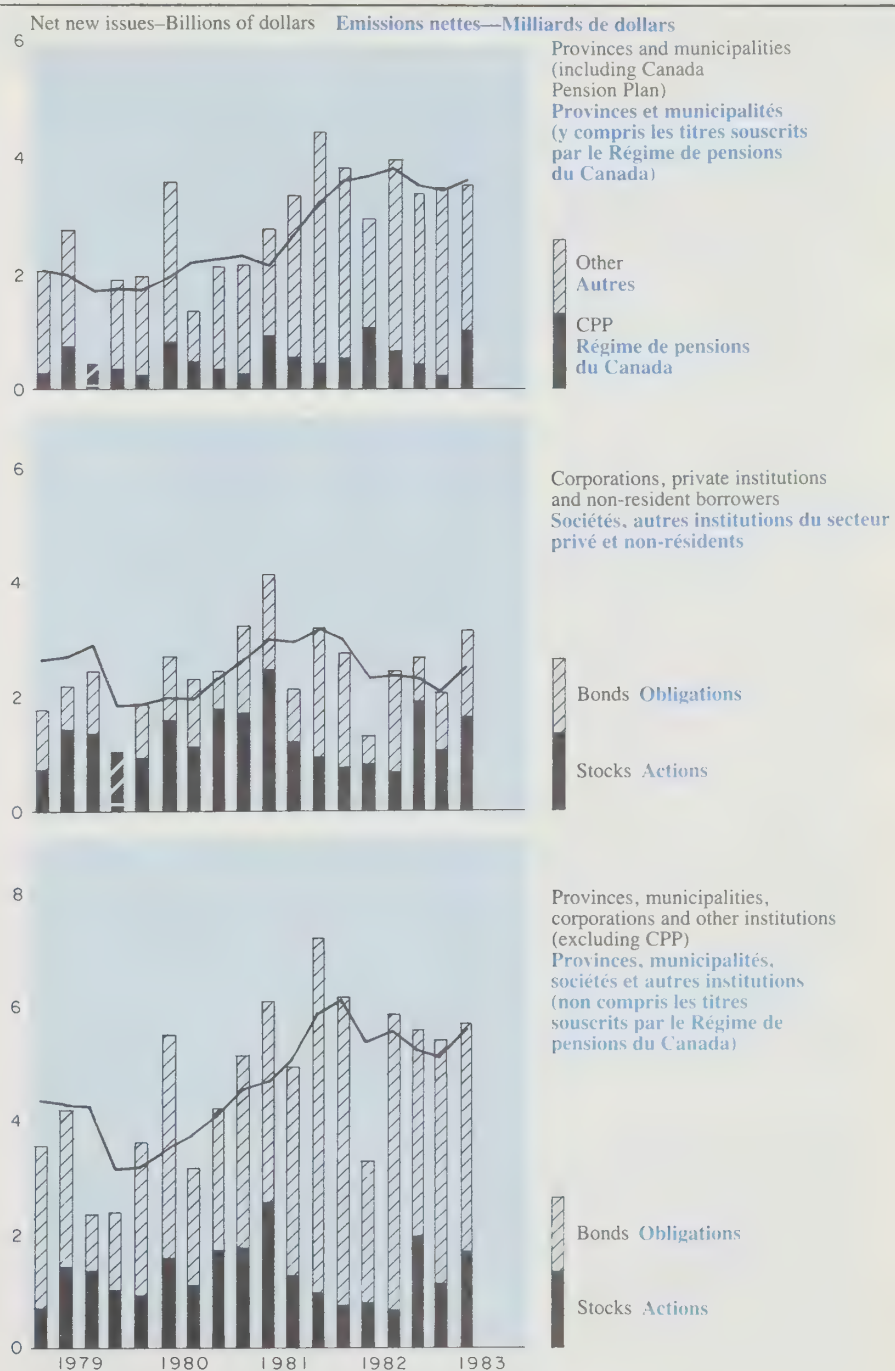 Net new issues–Billions of dollars Emissions nettes—Milliards de dollars
6
4
2
0
Provinces and municipalities
(including Canada
Pension Plan)
Provinces et municipalités
(y compris les titres souscrits
par le Régime de pensions
du Canada)
Other
Autres
CPP
Régime de pensions
du Canada
6
4
2
0
Corporations, private institutions
and non-resident borrowers
Sociétés, autres institutions du secteur
privé et non-résidents
Bonds Obligations
Stocks Actions
8
6
4
2
0
Provinces, municipalities,
corporations and other institutions
(excluding CPP)
Provinces, municipalités,
sociétés et autres institutions
(non compris les titres
souscrits par le Régime de
pensions du Canada)
Bonds Obligations
Stocks Actions
1979 1980 1981 1982 1983